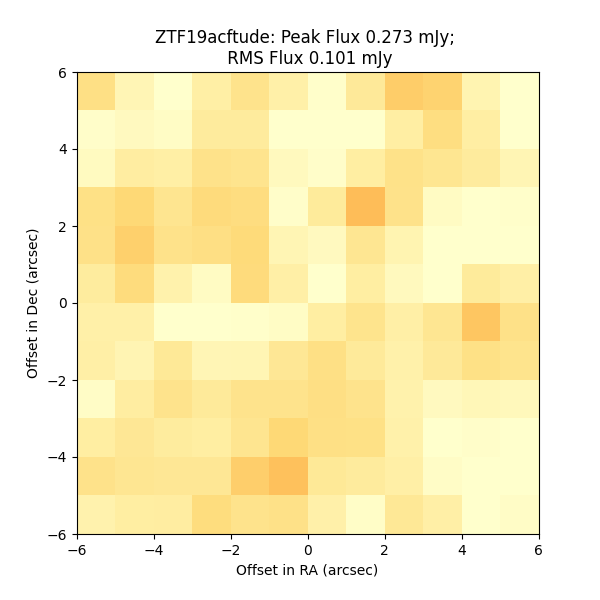 ZTF19acftude: Peak Flux 0.273 mJy;
RMS Flux 0.101 mJy
6
4
2
0
−2
−4
−6
Offset in Dec (arcsec)
−6 −4 −2 0 2 4 6
Offset in RA (arcsec)